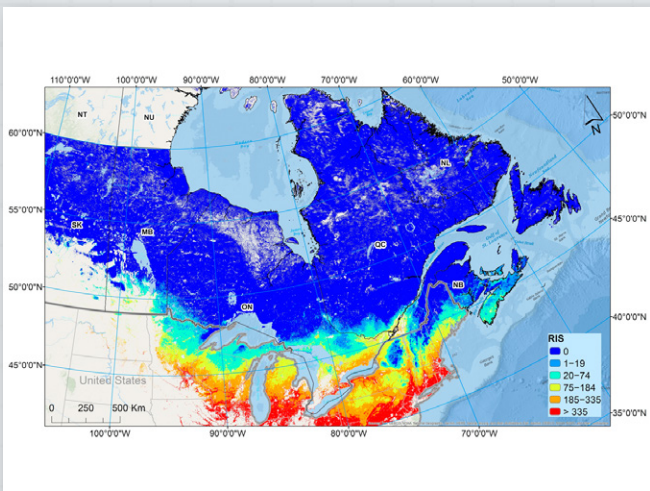 110°0'0"W 100°0'0"W 90°0'0"W 80°0'0"W 70°0'0"W 60°0'0"W 50°0'0"W
NT
NU
50°0'0"N
N
60°0'0"N
NL
55°0'0"N
45°0'0"N
SK
MB
QC
50°0'0"N
NB
ON
40°0'0"N
RIS
0
1-19
45°0'0"N
20-74
United States
75-184
185-335
0 250 500 Km
> 335
35°0'0"N
100°0'0"W 90°0'0"W 80°0'0"W 70°0'0"W